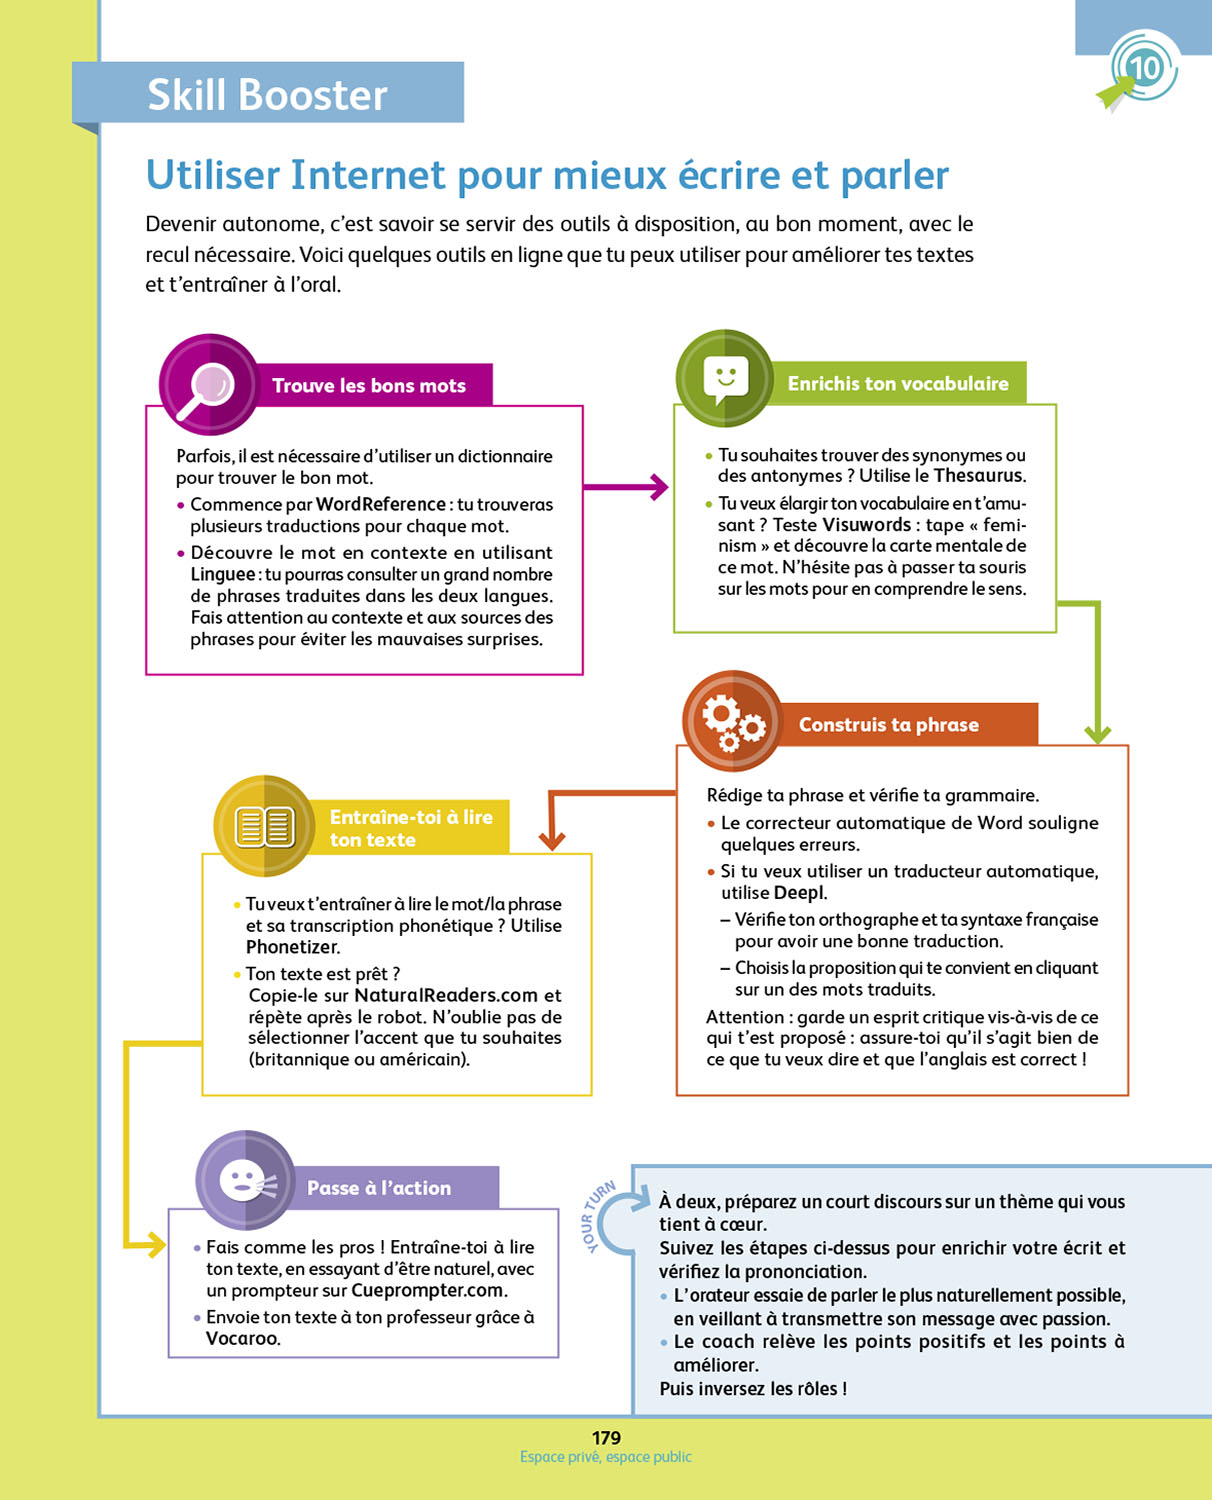 10
Skill Booster
Utiliser Internet pour mieux écrire et parler
Devenir autonome, c’est savoir se servir des outils à disposition, au bon moment, avec le
recul nécessaire. Voici quelques outils en ligne que tu peux utiliser pour améliorer tes textes
et t’entraîner à l’oral.
Trouve les bons mots
Parfois, il est nécessaire d’utiliser un dictionnaire
pour trouver le bon mot.
• Commence par WordReference : tu trouveras
plusieurs traductions pour chaque mot.
• Découvre le mot en contexte en utilisant
Linguee : tu pourras consulter un grand nombre
de phrases traduites dans les deux langues.
Fais attention au contexte et aux sources des
phrases pour éviter les mauvaises surprises.
Enrichis ton vocabulaire
• Tu souhaites trouver des synonymes ou
des antonymes ? Utilise le Thesaurus.
• Tu veux élargir ton vocabulaire en t’amu-
sant ? Teste Visuwords : tape « femi-
nism » et découvre la carte mentale de
ce mot. N’hésite pas à passer ta souris
sur les mots pour en comprendre le sens.
Construis ta phrase
Rédige ta phrase et vérifie ta grammaire.
• Le correcteur automatique de Word souligne
quelques erreurs.
• Si tu veux utiliser un traducteur automatique,
utilise Deepl.
– Vérifie ton orthographe et ta syntaxe française
pour avoir une bonne traduction.
– Choisis la proposition qui te convient en cliquant
sur un des mots traduits.
Attention : garde un esprit critique vis-à-vis de ce
qui t’est proposé : assure-toi qu’il s’agit bien de
ce que tu veux dire et que l’anglais est correct !
Entraîne-toi à lire
ton texte
• Tu veux t’entraîner à lire le mot/la phrase
et sa transcription phonétique ? Utilise
Phonetizer.
• Ton texte est prêt ?
Copie-le sur NaturalReaders.com et
répète après le robot. N’oublie pas de
sélectionner l’accent que tu souhaites
(britannique ou américain).
Passe à l’action
• Fais comme les pros ! Entraîne-toi à lire
ton texte, en essayant d’être naturel, avec
un prompteur sur Cueprompter.com.
• Envoie ton texte à ton professeur grâce à
Vocaroo.
YOUR TURN
À deux, préparez un court discours sur un thème qui vous
tient à cœur.
Suivez les étapes ci-dessus pour enrichir votre écrit et
vérifiez la prononciation.
• L’orateur essaie de parler le plus naturellement possible,
en veillant à transmettre son message avec passion.
• Le coach relève les points positifs et les points à
améliorer.
Puis inversez les rôles !
179
Espace privé, espace public